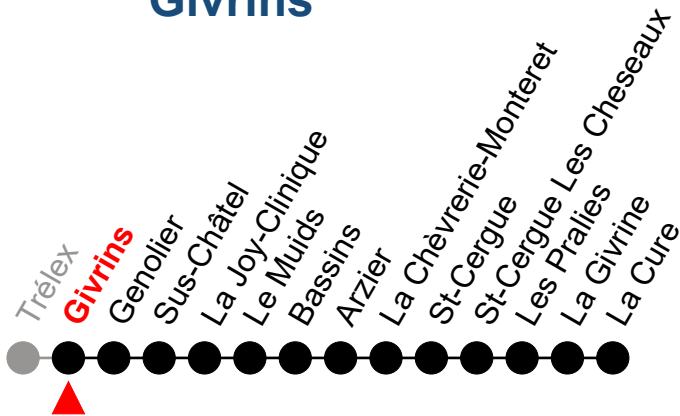 Givrins
Trélex
Givrins
Genolier
Sus-Châtel
La Joy-Clinique
Le Muids
Bassins
Arzier
La Chèvrerie-Monteret
St-Cergue
St-Cergue Les Cheseaux
Les Pralies
La Givrine
La Cure